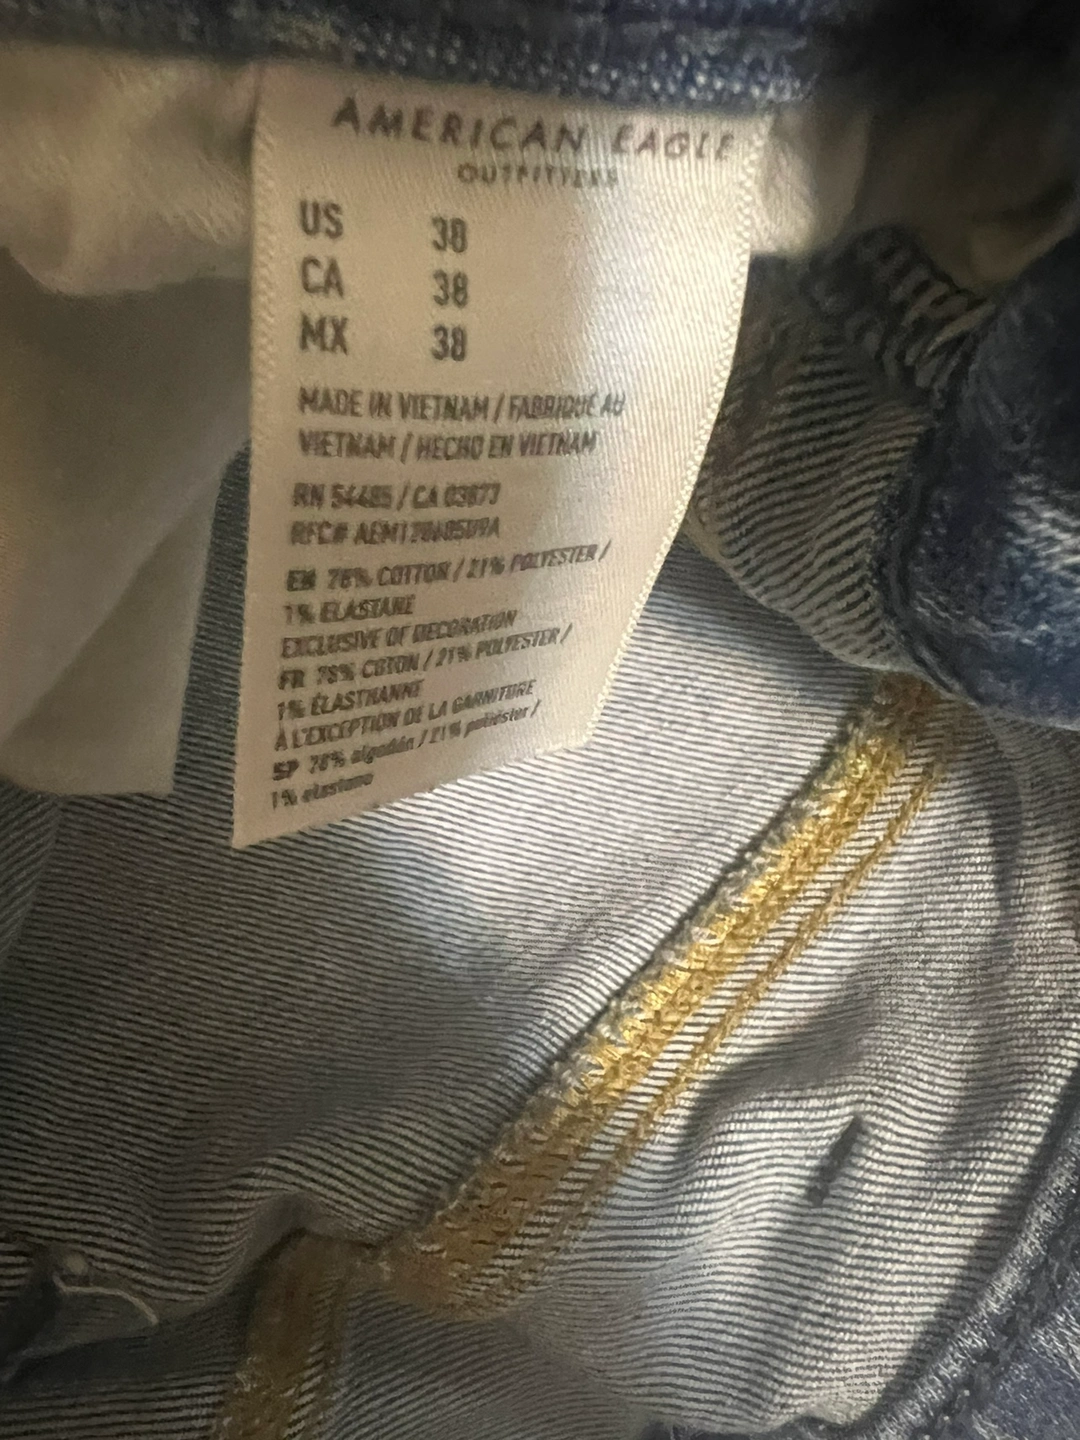 AMERICAN EAGLE
OUTFITTERS
US 38
CA 38
MX 38
MADE IN VIETNAM / FABRIQUÉ AU
VIETNAM / HECHO EN VIETNAM
RN 54485 / CA 03877
RFC#
EN 78% COTTON / 21% POLYESTER /
1% ELASTANE
EXCLUSIVE OF DECORATION
FR 78% COTON / 21% POLYESTER /
1% ÉLASTHANNE
À L'EXCEPTION DE LA GARNITURE
SP 78% algodón / 21% poliéster /
1% elastano